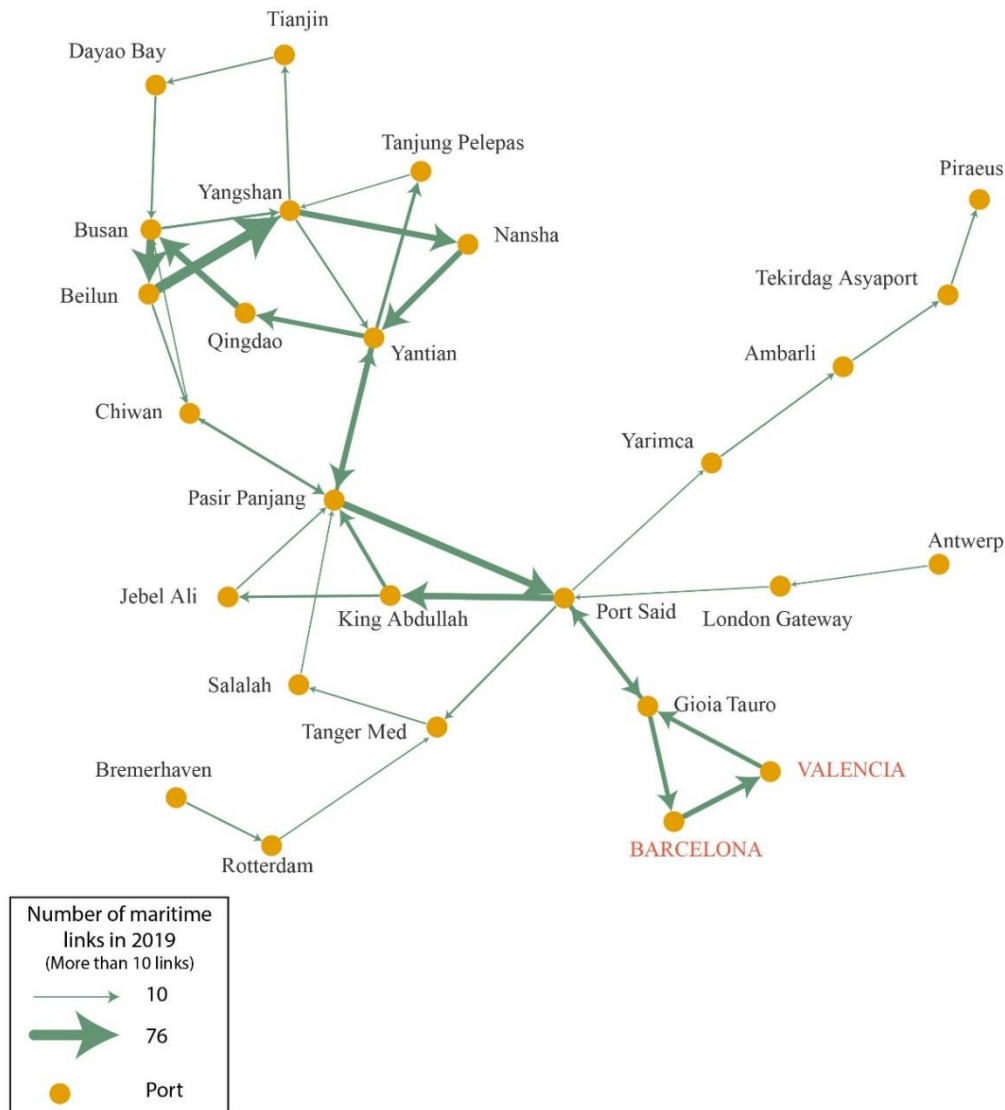 Tianjin
Dayao Bay
Tanjung Pelepas
Piraeus
Yangshan
Busan
Nansha
Tekirdag Asyaport
Beilun
Qingdao
Yantian
Ambarli
Chiwan
Yarimca
Pasir Panjang
Antwerp
Jebel Ali
King Abdullah
Port Said
London Gateway
Salalah
Gioia Tauro
Tanger Med
Bremerhaven
VALENCIA
BARCELONA
Rotterdam
Number of maritime
links in 2019
(More than 10 links)
10
76
Port